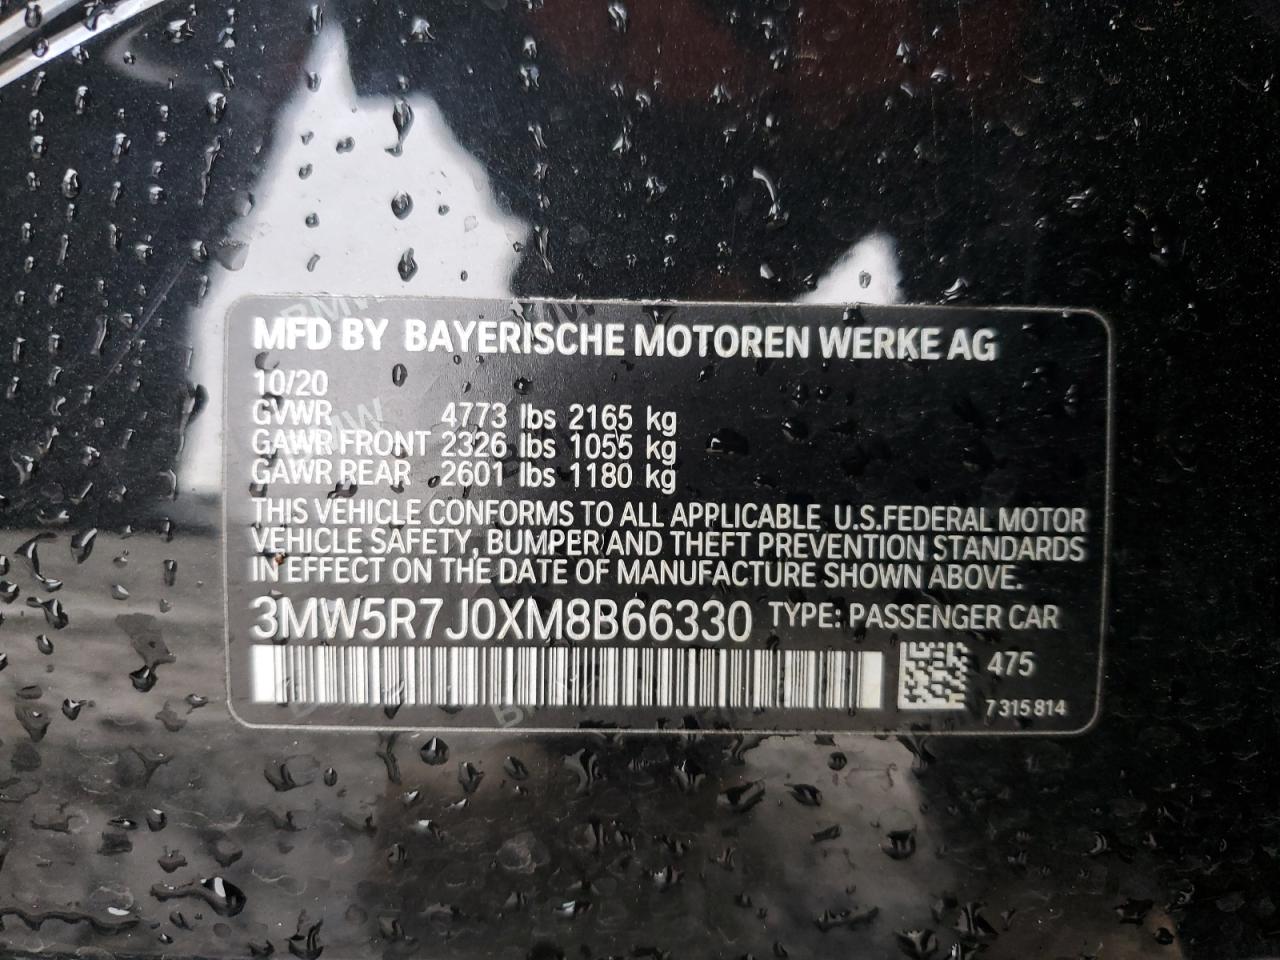 MFD BY BAYERISCHE MOTOREN WERKE AG
10/20
GVWR 4773 lbs 2165 kg
GAWR FRONT 2326 lbs 1055 kg
GAWR REAR 2601 lbs 1180 kg
THIS VEHICLE CONFORMS TO ALL APPLICABLE U.S.FEDERAL MOTOR
VEHICLE SAFETY, BUMPER AND THEFT PREVENTION STANDARDS
IN EFFECT ON THE DATE OF MANUFACTURE SHOWN ABOVE.
3MW5R7J0XM8B66330 TYPE: PASSENGER CAR
475
7 315 814